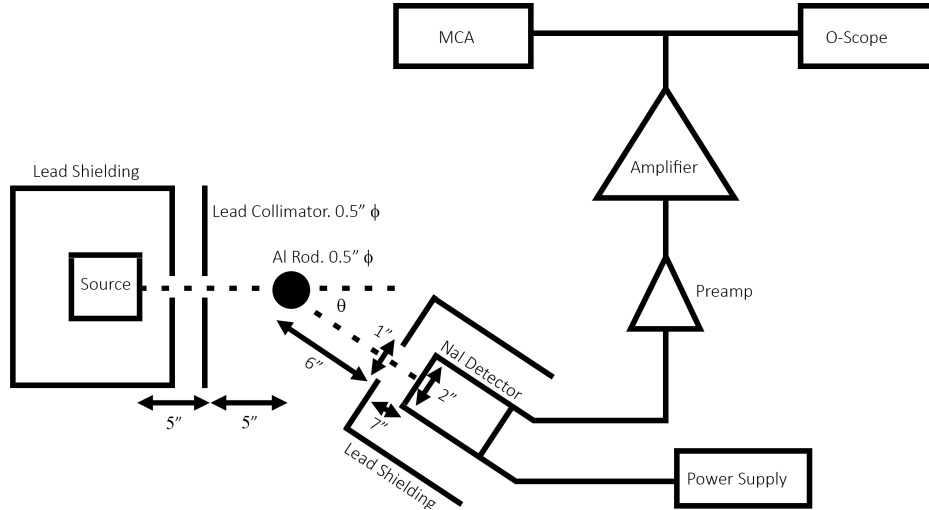 MCA
O-Scope
Lead Shielding
Amplifier
Lead Collimator. 0.5” ϕ
Al Rod. 0.5” ϕ
Source
θ
Preamp
1”
6”
NaI Detector
2”
5”
5”
7”
Lead Shielding
Power Supply